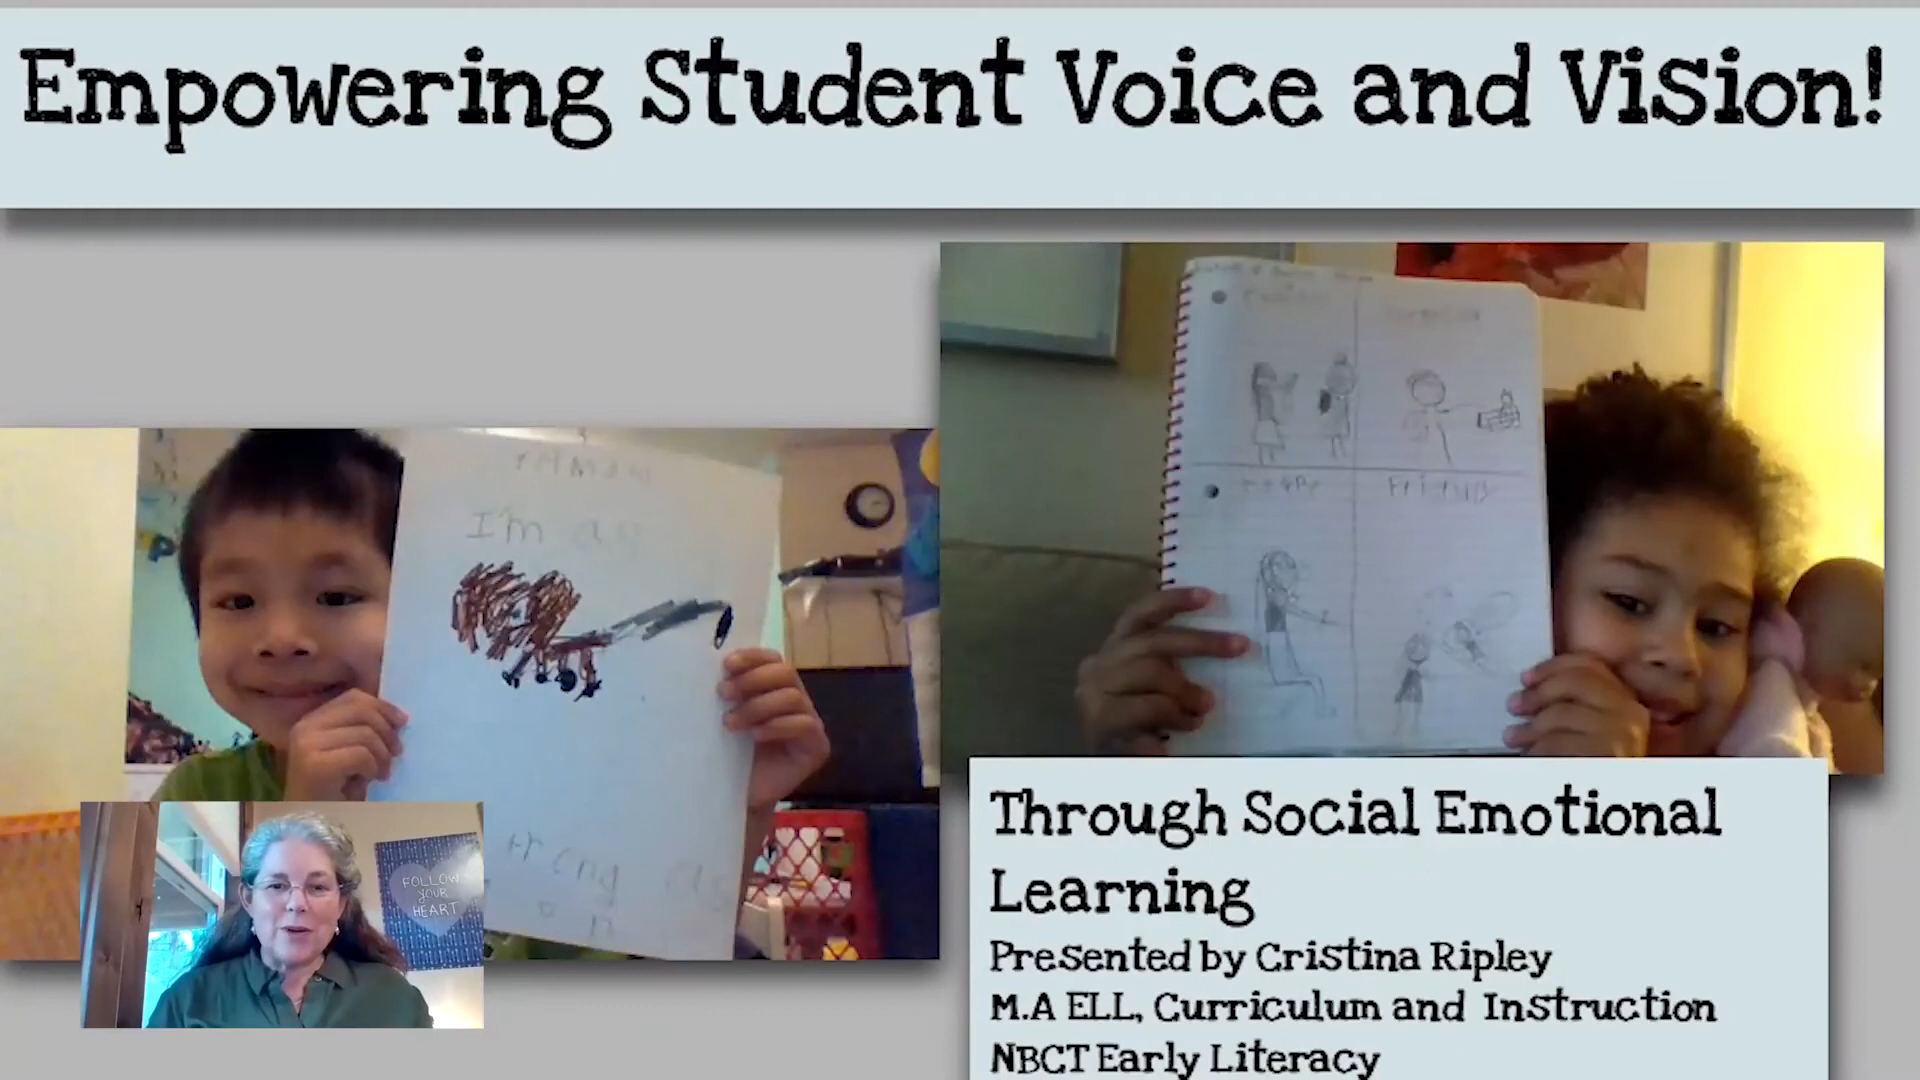 Empowering Student Voice and Vision!
I'm as
FOLLOW
YOUR
HEART
Through Social Emotional
Learning
Presented by Cristina Ripley
M.A ELL, Curriculum and Instruction
NBCT Early Literacy